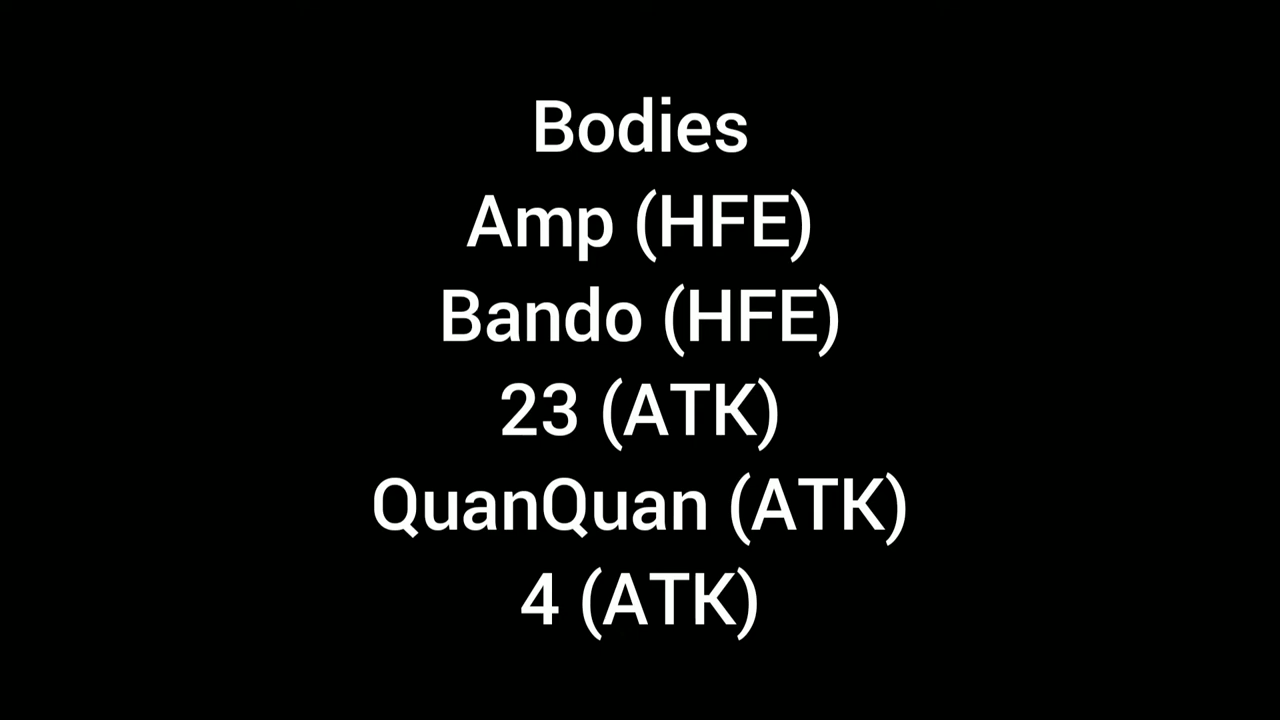 Bodies
Amp (HFE)
Bando (HFE)
23 (ATK)
QuanQuan (ATK)
4 (ATK)